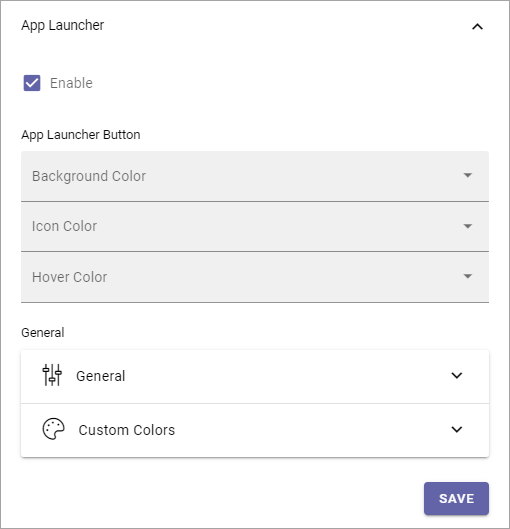 App Launcher
Enable
App Launcher Button
Background Color
Icon Color
Hover Color
General
General
Custom Colors
SAVE